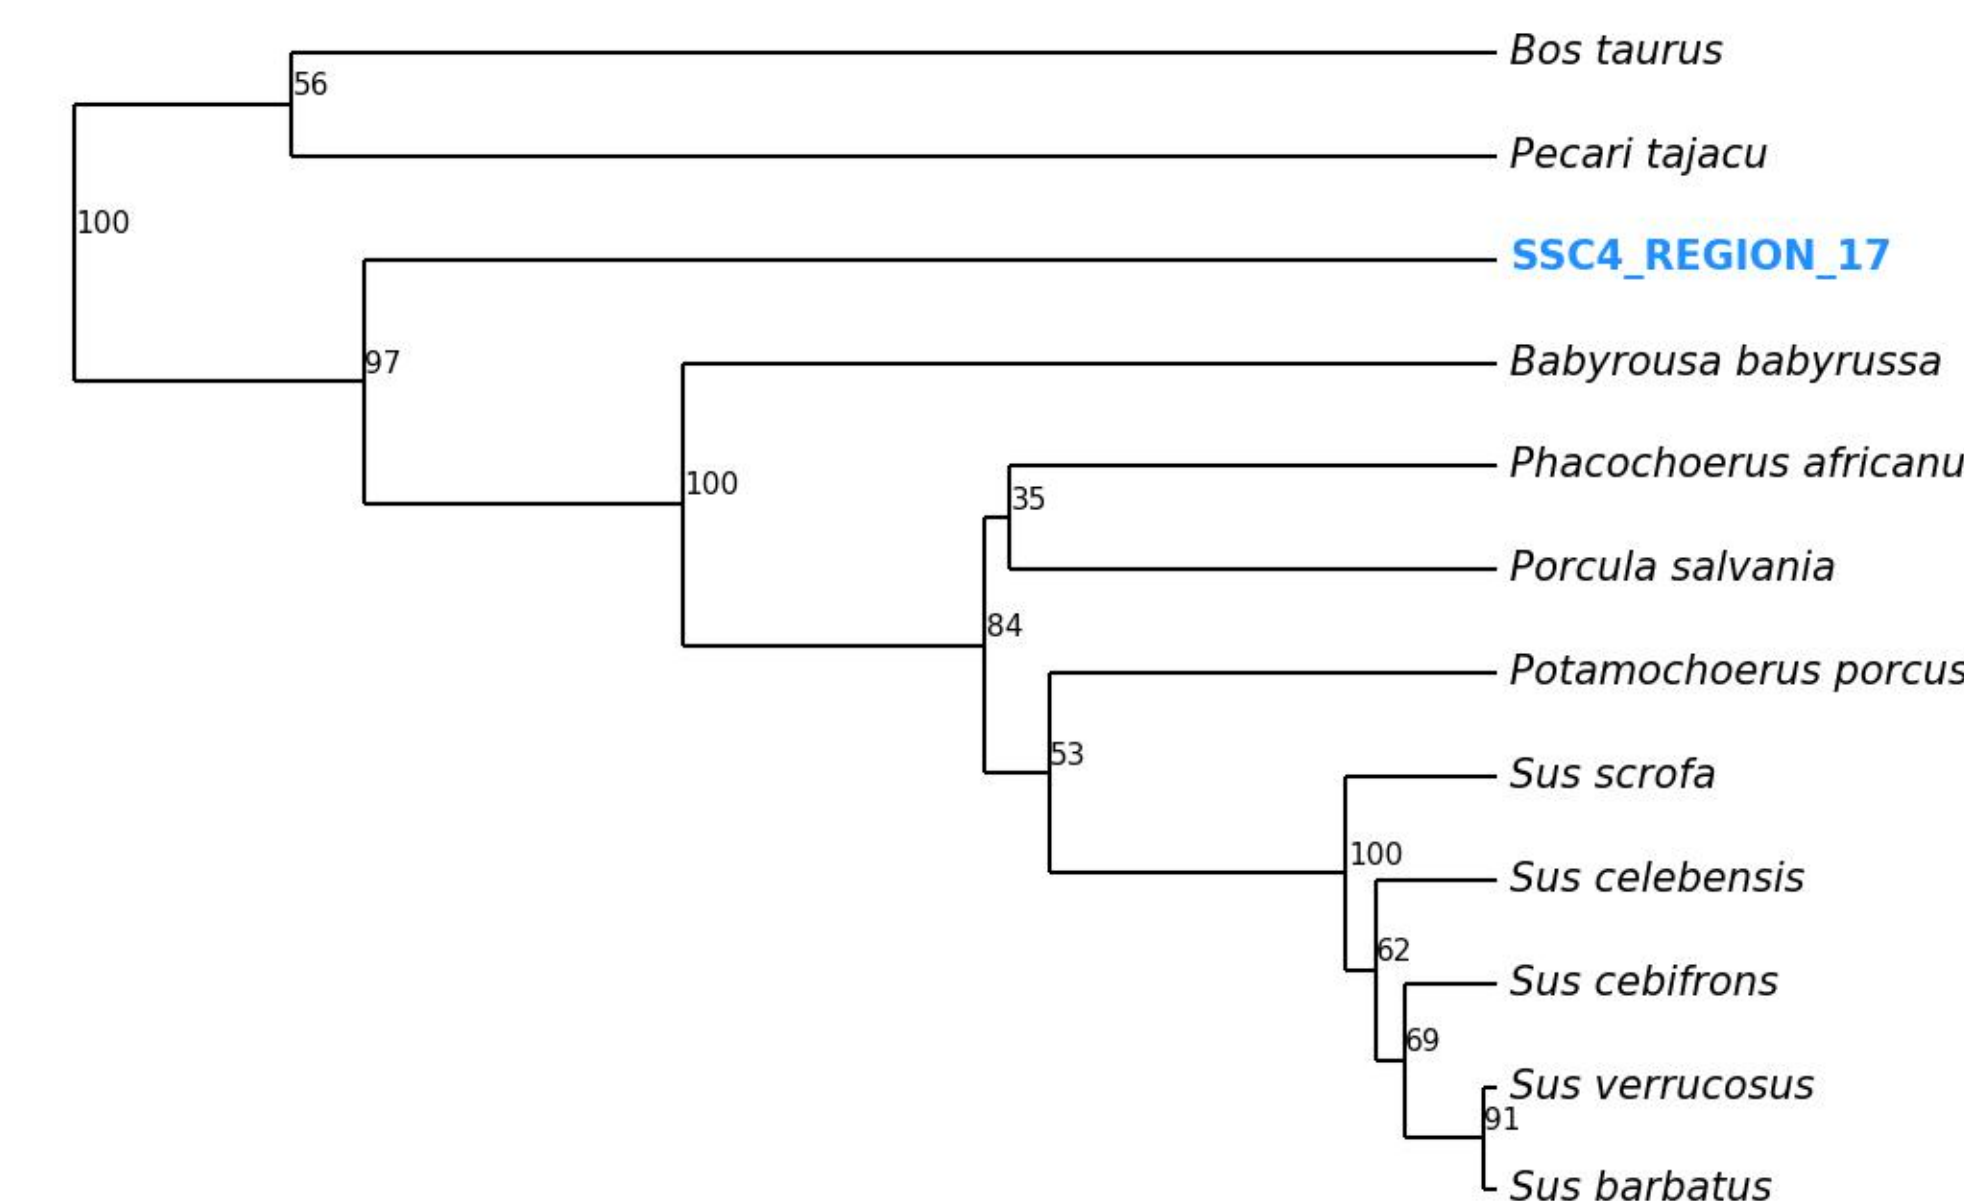 Bos taurus
56
Pecari tajacu
100
SSC4_REGION_17
97
Babyrousa babyrussa
100
Phacochoerus africanu
35
Porcula salvania
84
Potamochoerus porcus
53
Sus scrofa
100
Sus celebensis
62
Sus cebifrons
69
Sus verrucosus
91
Sus barbatus